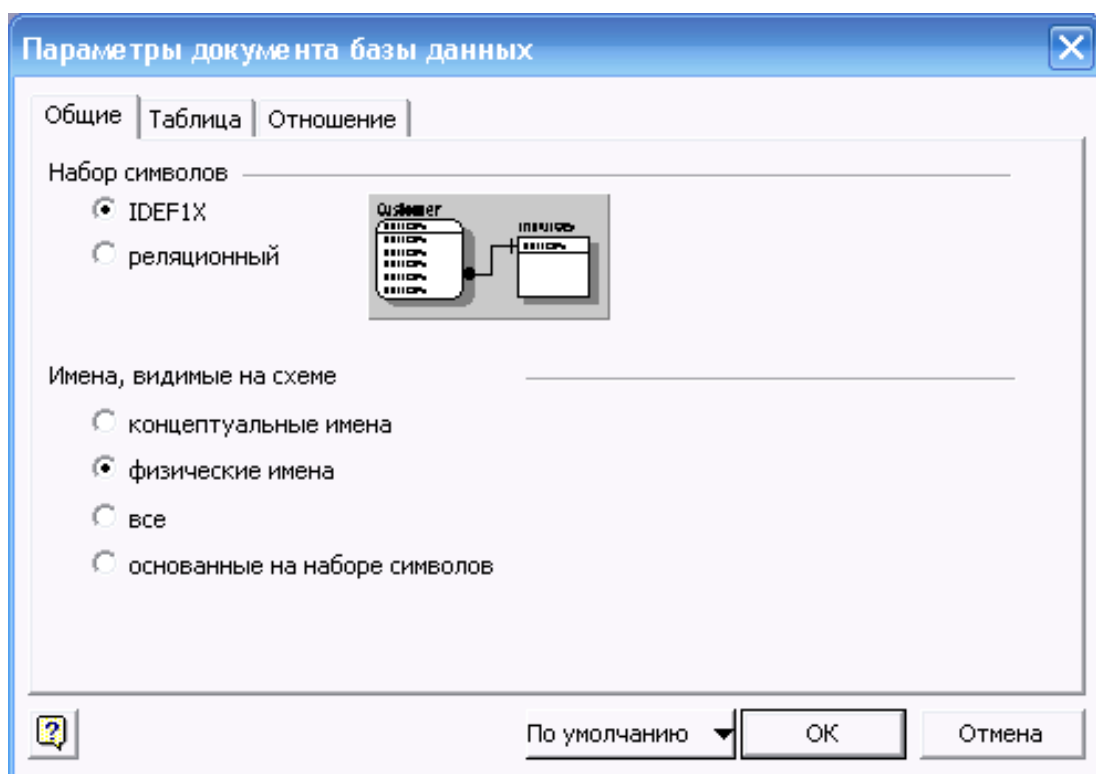 Параметры документа базы данных
Общие Таблица Отношение
Набор символов
IDEF1X
реляционный
Customer
Имена, видимые на схеме
концептуальные имена
физические имена
все
основанные на наборе символов
По умолчанию ОК Отмена